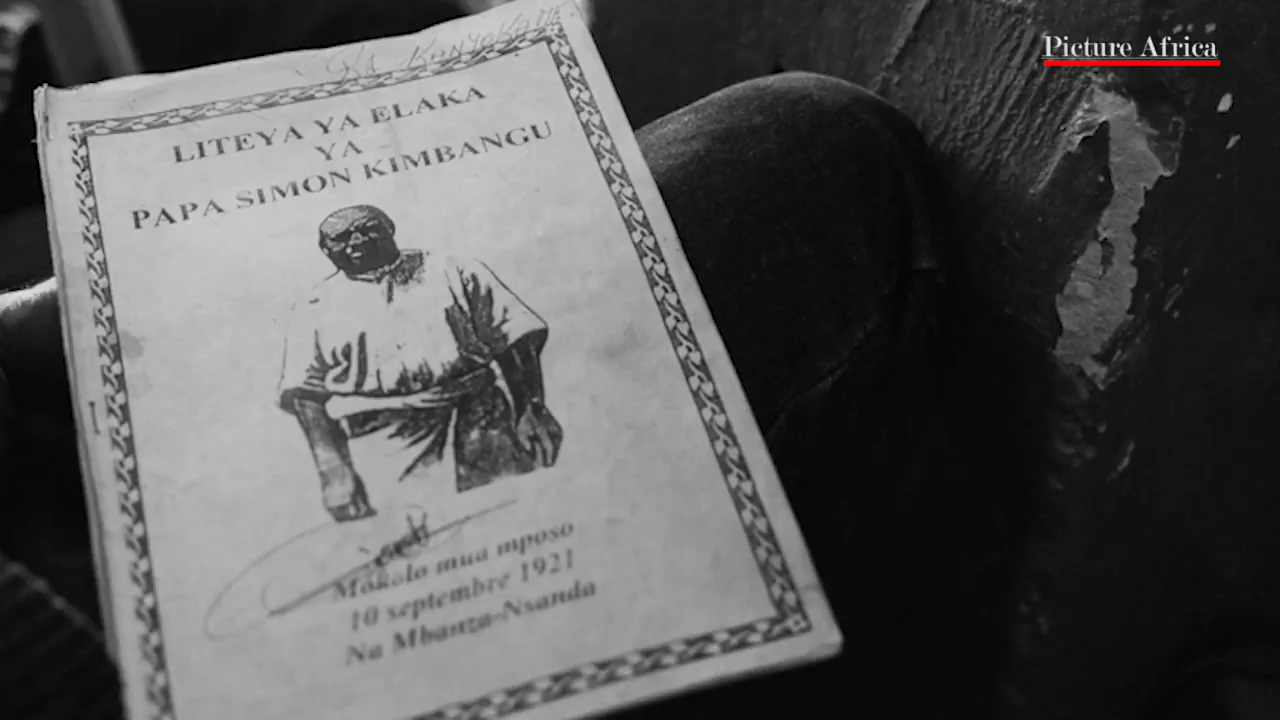 Picture Africa
LITEYA YA ELAKA
YA
PAPA SIMON KIMBANGU
Mokolo mua mposo
10 septembre 1921
Na Mbanza-Nsanda